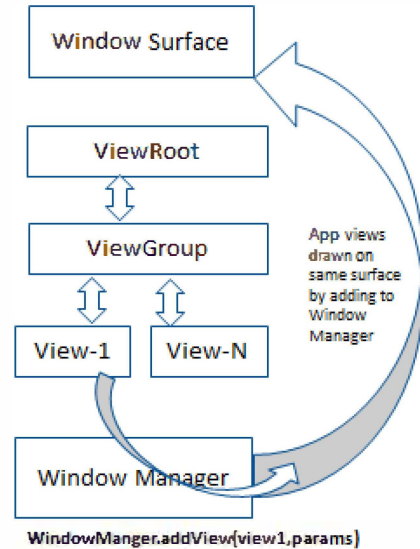 Window Surface
ViewRoot
ViewGroup
App views
drawn on
same surface
by adding to
Window
Manager
View-1
View-N
Window Manager
WindowManger.addView(view1,params)